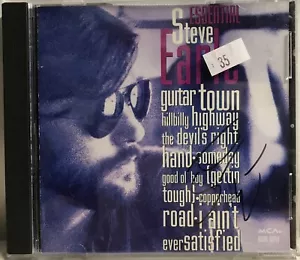 ESSENTIAL
Steve
Earle
$ 35
guitar town
hillbilly highway
the devil's right
hand·someday
good ol' boy (gettin'
tough)·copperhead
road·i ain't
ever satisfied
MCA